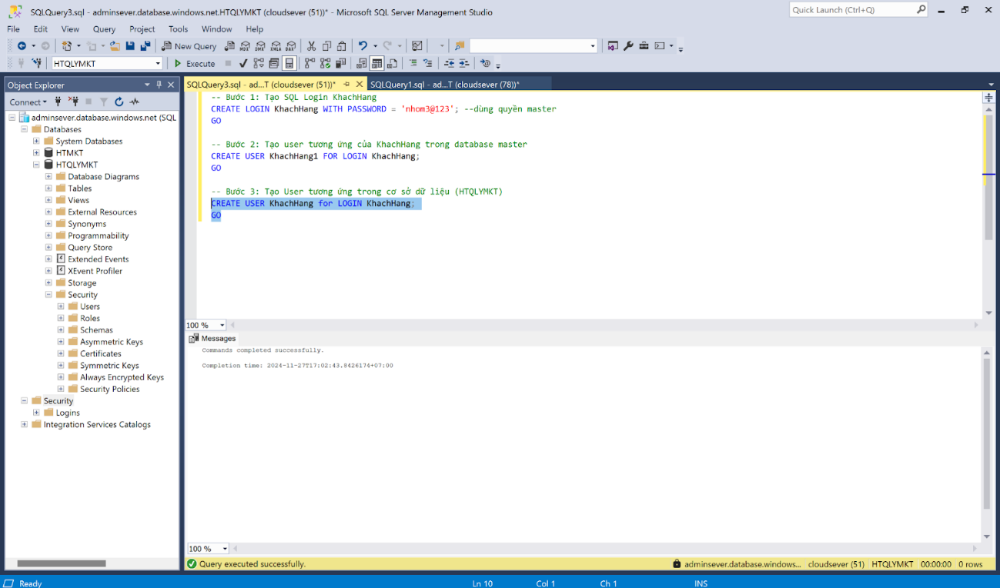 SQLQuery3.sql - adminsever.database.windows.net.HTQLYMKT (cloudsever (51))* - Microsoft SQL Server Management Studio
Quick Launch (Ctrl+Q)
File Edit View Query Project Tools Window Help
New Query
MDX DMX XMLA DAX
HTQLYMKT
Execute
Object Explorer
SQLQuery3.sql - ad...T (cloudsever (51))*
SQLQuery1.sql - ad...T (cloudsever (78))*
Connect
adminsever.database.windows.net (SQL
Databases
System Databases
HTMKT
HTQLYMKT
Database Diagrams
Tables
Views
External Resources
Synonyms
Programmability
Query Store
Extended Events
XEvent Profiler
Storage
Security
Users
Roles
Schemas
Asymmetric Keys
Certificates
Symmetric Keys
Always Encrypted Keys
Security Policies
Security
Logins
Integration Services Catalogs
-- Bước 1: Tạo SQL Login KhachHang
CREATE LOGIN KhachHang WITH PASSWORD = 'nhom3@123'; --dùng quyền master
GO
-- Bước 2: Tạo user tương ứng của KhachHang trong database master
CREATE USER KhachHang1 FOR LOGIN KhachHang;
GO
-- Bước 3: Tạo User tương ứng trong cơ sở dữ liệu (HTQLYMKT)
CREATE USER KhachHang for LOGIN KhachHang;
GO
100 %
Messages
Commands completed successfully.
Completion time: 2024-11-27T17:02:43.8426174+07:00
100 %
Query executed successfully.
adminsever.database.windows... cloudsever (51) HTQLYMKT 00:00:00 0 rows
Ready
Ln 10 Col 1 Ch 1 INS